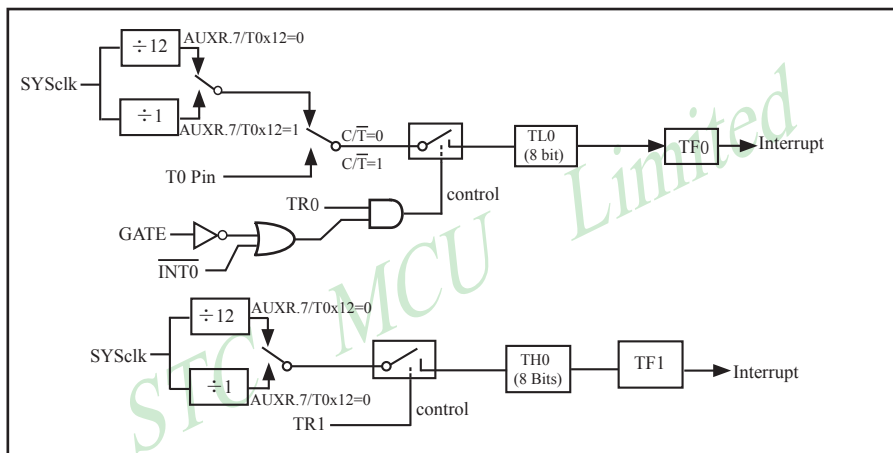 ÷12
AUXR.7/T0x12=0
SYSclk
÷1
AUXR.7/T0x12=1
C/T̅=0
C/T̅=1
T0 Pin
TL0
(8 bit)
TF0
Interrupt
control
TR0
GATE
I̅N̅T̅0̅
÷12
AUXR.7/T0x12=0
SYSclk
÷1
AUXR.7/T0x12=0
TH0
(8 Bits)
TF1
Interrupt
control
TR1
STC MCU Limited